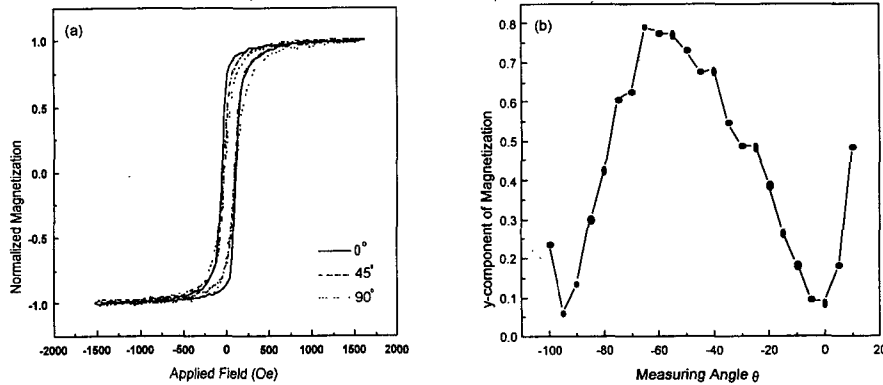 (a)
1.0
0.5
0.0
-0.5
-1.0
Normalized Magnetization
0°
45°
90°
-2000 -1500 -1000 -500 0 500 1000 1500 2000
Applied Field (Oe)
(b)
0.8
0.7
0.6
0.5
0.4
0.3
0.2
0.1
0.0
y-component of Magnetization
-100 -80 -60 -40 -20 0 20
Measuring Angle θ